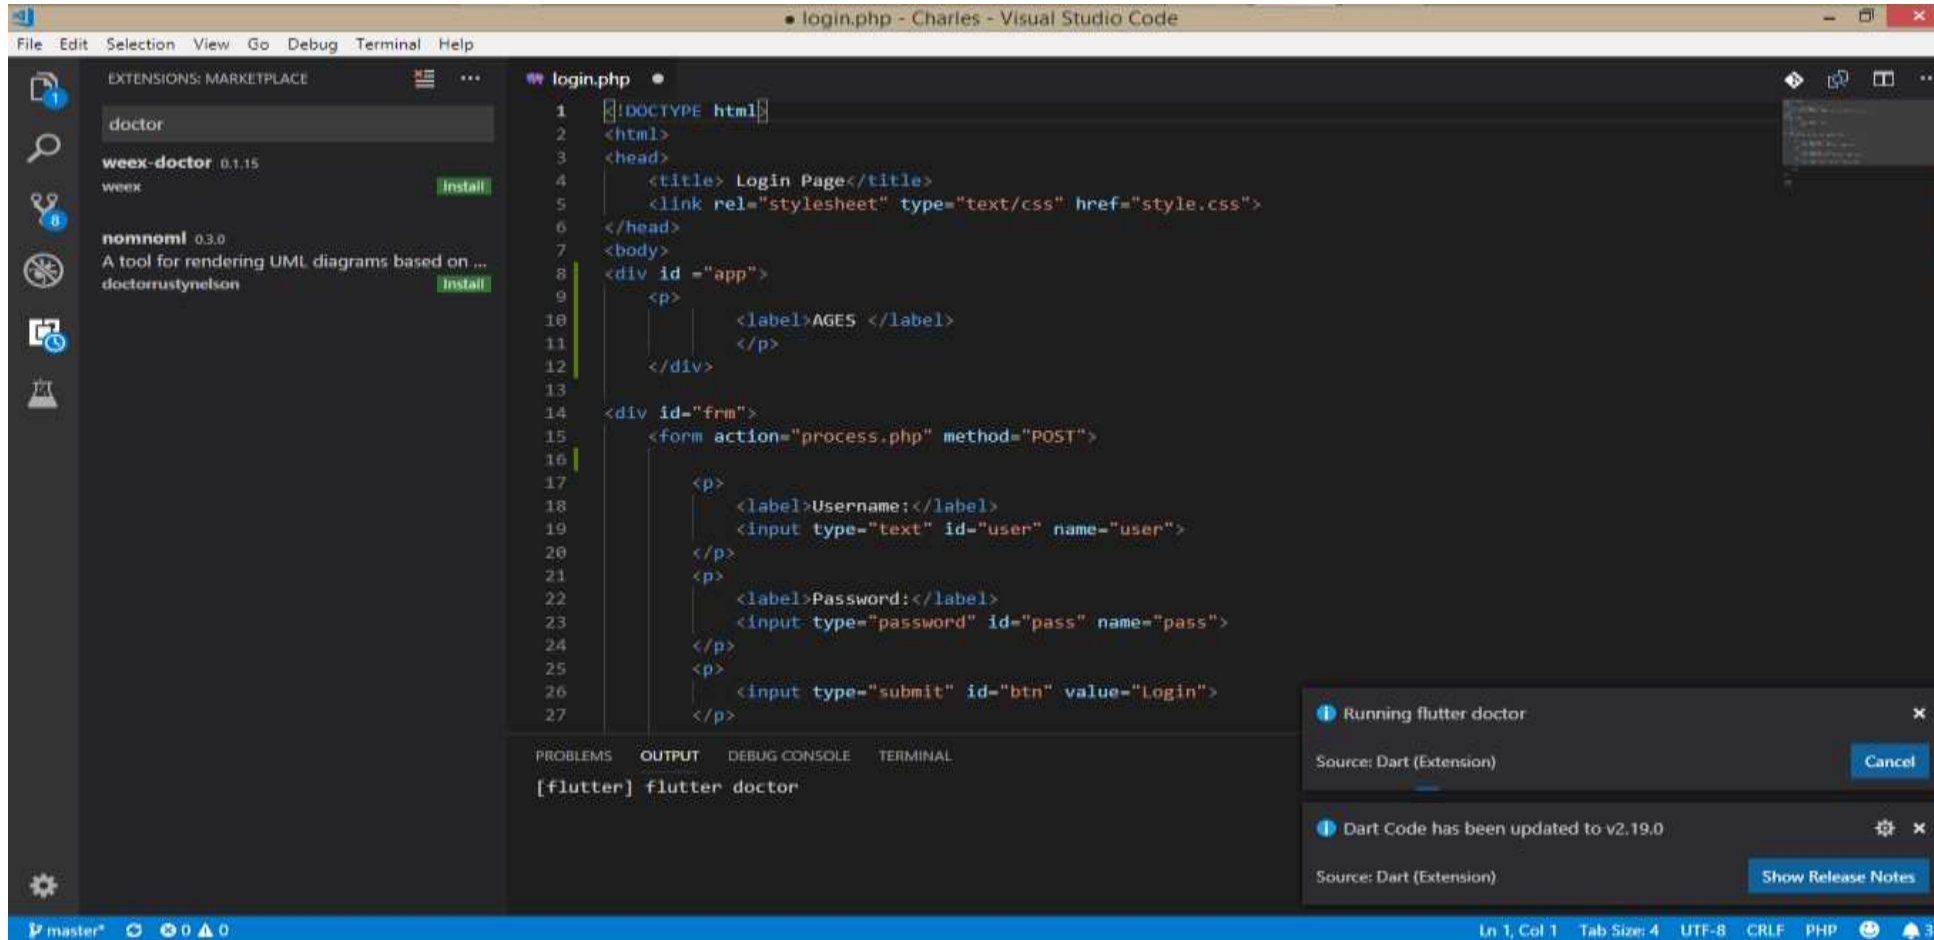 ● login.php - Charles - Visual Studio Code
File Edit Selection View Go Debug Terminal Help
EXTENSIONS: MARKETPLACE
doctor
weex-doctor 0.1.15
weex
Install
nomnoml 0.3.0
A tool for rendering UML diagrams based on ...
doctorrustynelson
Install
1
8
login.php ●
1 <!DOCTYPE html>
2 <html>
3 <head>
4 <title> Login Page</title>
5 <link rel="stylesheet" type="text/css" href="style.css">
6 </head>
7 <body>
8 <div id ="app">
9 <p>
10 <label>AGES </label>
11 </p>
12 </div>
13
14 <div id="frm">
15 <form action="process.php" method="POST">
16
17 <p>
18 <label>Username:</label>
19 <input type="text" id="user" name="user">
20 </p>
21 <p>
22 <label>Password:</label>
23 <input type="password" id="pass" name="pass">
24 </p>
25 <p>
26 <input type="submit" id="btn" value="Login">
27 </p>
PROBLEMS OUTPUT DEBUG CONSOLE TERMINAL
[flutter] flutter doctor
Running flutter doctor
Source: Dart (Extension)
Cancel
Dart Code has been updated to v2.19.0
Source: Dart (Extension)
Show Release Notes
master* 0 0
Ln 1, Col 1 Tab Size: 4 UTF-8 CRLF PHP 3